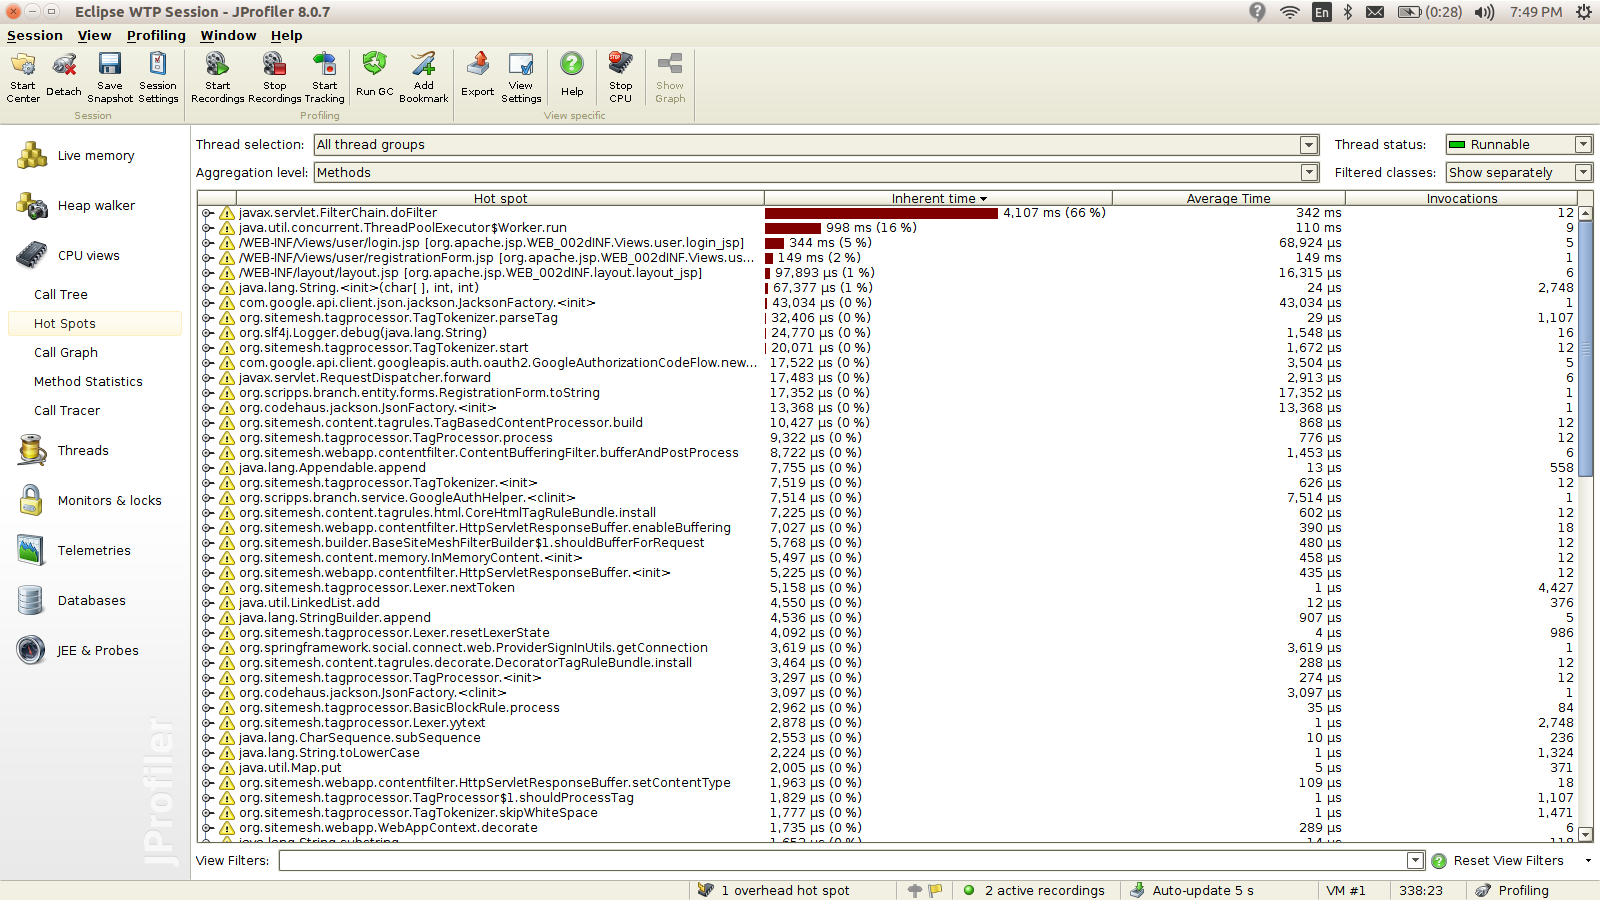 Eclipse WTP Session - JProfiler 8.0.7 En (0:28) 7:49 PM
Session View Profiling Window Help
Start Center Detach Save Snapshot Session Settings Start Recordings Stop Recordings Start Tracking Run GC Add Bookmark Export View Settings Help Stop CPU Show Graph
Session Profiling View specific
Live memory
Heap walker
CPU views
Call Tree
Hot Spots
Call Graph
Method Statistics
Call Tracer
Threads
Monitors & locks
Telemetries
Databases
JEE & Probes
JProfiler
Thread selection: All thread groups Thread status: Runnable
Aggregation level: Methods Filtered classes: Show separately
Hot spot Inherent time Average Time Invocations
javax.servlet.FilterChain.doFilter 4,107 ms (66 %) 342 ms 12
java.util.concurrent.ThreadPoolExecutor$Worker.run 998 ms (16 %) 110 ms 9
/WEB-INF/Views/user/login.jsp [org.apache.jsp.WEB_002dINF.Views.user.login_jsp] 344 ms (5 %) 68,924 µs 5
/WEB-INF/Views/user/registrationForm.jsp [org.apache.jsp.WEB_002dINF.Views.us... 149 ms (2 %) 149 ms 1
/WEB-INF/layout/layout.jsp [org.apache.jsp.WEB_002dINF.layout.layout_jsp] 97,893 µs (1 %) 16,315 µs 6
java.lang.String.<init>(char[ ], int, int) 67,377 µs (1 %) 24 µs 2,748
com.google.api.client.json.jackson.JacksonFactory.<init> 43,034 µs (0 %) 43,034 µs 1
org.sitemesh.tagprocessor.TagTokenizer.parseTag 32,406 µs (0 %) 29 µs 1,107
org.slf4j.Logger.debug(java.lang.String) 24,770 µs (0 %) 1,548 µs 16
org.sitemesh.tagprocessor.TagTokenizer.start 20,071 µs (0 %) 1,672 µs 12
com.google.api.client.googleapis.auth.oauth2.GoogleAuthorizationCodeFlow.new... 17,522 µs (0 %) 3,504 µs 5
javax.servlet.RequestDispatcher.forward 17,483 µs (0 %) 2,913 µs 6
org.scripps.branch.entity.forms.RegistrationForm.toString 17,352 µs (0 %) 17,352 µs 1
org.codehaus.jackson.JsonFactory.<init> 13,368 µs (0 %) 13,368 µs 1
org.sitemesh.content.tagrules.TagBasedContentProcessor.build 10,427 µs (0 %) 868 µs 12
org.sitemesh.tagprocessor.TagProcessor.process 9,322 µs (0 %) 776 µs 12
org.sitemesh.webapp.contentfilter.ContentBufferingFilter.bufferAndPostProcess 8,722 µs (0 %) 1,453 µs 6
java.lang.Appendable.append 7,755 µs (0 %) 13 µs 558
org.sitemesh.tagprocessor.TagTokenizer.<init> 7,519 µs (0 %) 626 µs 12
org.scripps.branch.service.GoogleAuthHelper.<clinit> 7,514 µs (0 %) 7,514 µs 1
org.sitemesh.content.tagrules.html.CoreHtmlTagRuleBundle.install 7,225 µs (0 %) 602 µs 12
org.sitemesh.webapp.contentfilter.HttpServletResponseBuffer.enableBuffering 7,027 µs (0 %) 390 µs 18
org.sitemesh.builder.BaseSiteMeshFilterBuilder$1.shouldBufferForRequest 5,768 µs (0 %) 480 µs 12
org.sitemesh.content.memory.InMemoryContent.<init> 5,497 µs (0 %) 458 µs 12
org.sitemesh.webapp.contentfilter.HttpServletResponseBuffer.<init> 5,225 µs (0 %) 435 µs 12
org.sitemesh.tagprocessor.Lexer.nextToken 5,158 µs (0 %) 1 µs 4,427
java.util.LinkedList.add 4,550 µs (0 %) 12 µs 376
java.lang.StringBuilder.append 4,536 µs (0 %) 907 µs 5
org.sitemesh.tagprocessor.Lexer.resetLexerState 4,092 µs (0 %) 4 µs 986
org.springframework.social.connect.web.ProviderSignInUtils.getConnection 3,619 µs (0 %) 3,619 µs 1
org.sitemesh.content.tagrules.decorate.DecoratorTagRuleBundle.install 3,464 µs (0 %) 288 µs 12
org.sitemesh.tagprocessor.TagProcessor.<init> 3,297 µs (0 %) 274 µs 12
org.codehaus.jackson.JsonFactory.<clinit> 3,097 µs (0 %) 3,097 µs 1
org.sitemesh.tagprocessor.BasicBlockRule.process 2,962 µs (0 %) 35 µs 84
org.sitemesh.tagprocessor.Lexer.yytext 2,878 µs (0 %) 1 µs 2,748
java.lang.CharSequence.subSequence 2,553 µs (0 %) 10 µs 236
java.lang.String.toLowerCase 2,224 µs (0 %) 1 µs 1,324
java.util.Map.put 2,005 µs (0 %) 5 µs 371
org.sitemesh.webapp.contentfilter.HttpServletResponseBuffer.setContentType 1,963 µs (0 %) 109 µs 18
org.sitemesh.tagprocessor.TagProcessor$1.shouldProcessTag 1,829 µs (0 %) 1 µs 1,107
org.sitemesh.tagprocessor.TagTokenizer.skipWhiteSpace 1,777 µs (0 %) 1 µs 1,471
org.sitemesh.webapp.WebAppContext.decorate 1,735 µs (0 %) 289 µs 6
View Filters: Reset View Filters
1 overhead hot spot 2 active recordings Auto-update 5 s VM #1 338:23 Profiling